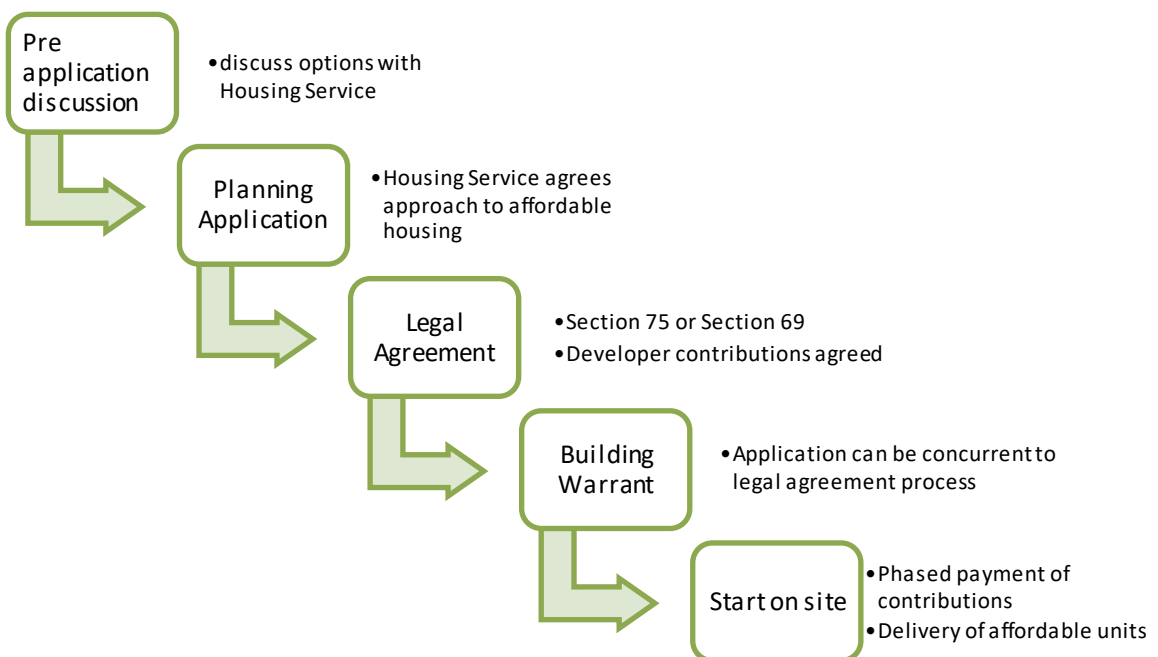 Pre
application
discussion
•discuss options with
Housing Service
Planning
Application
•Housing Service agrees
approach to affordable
housing
Legal
Agreement
•Section 75 or Section 69
•Developer contributions agreed
Building
Warrant
•Application can be concurrent to
legal agreement process
Start on site
•Phased payment of
contributions
•Delivery of affordable units